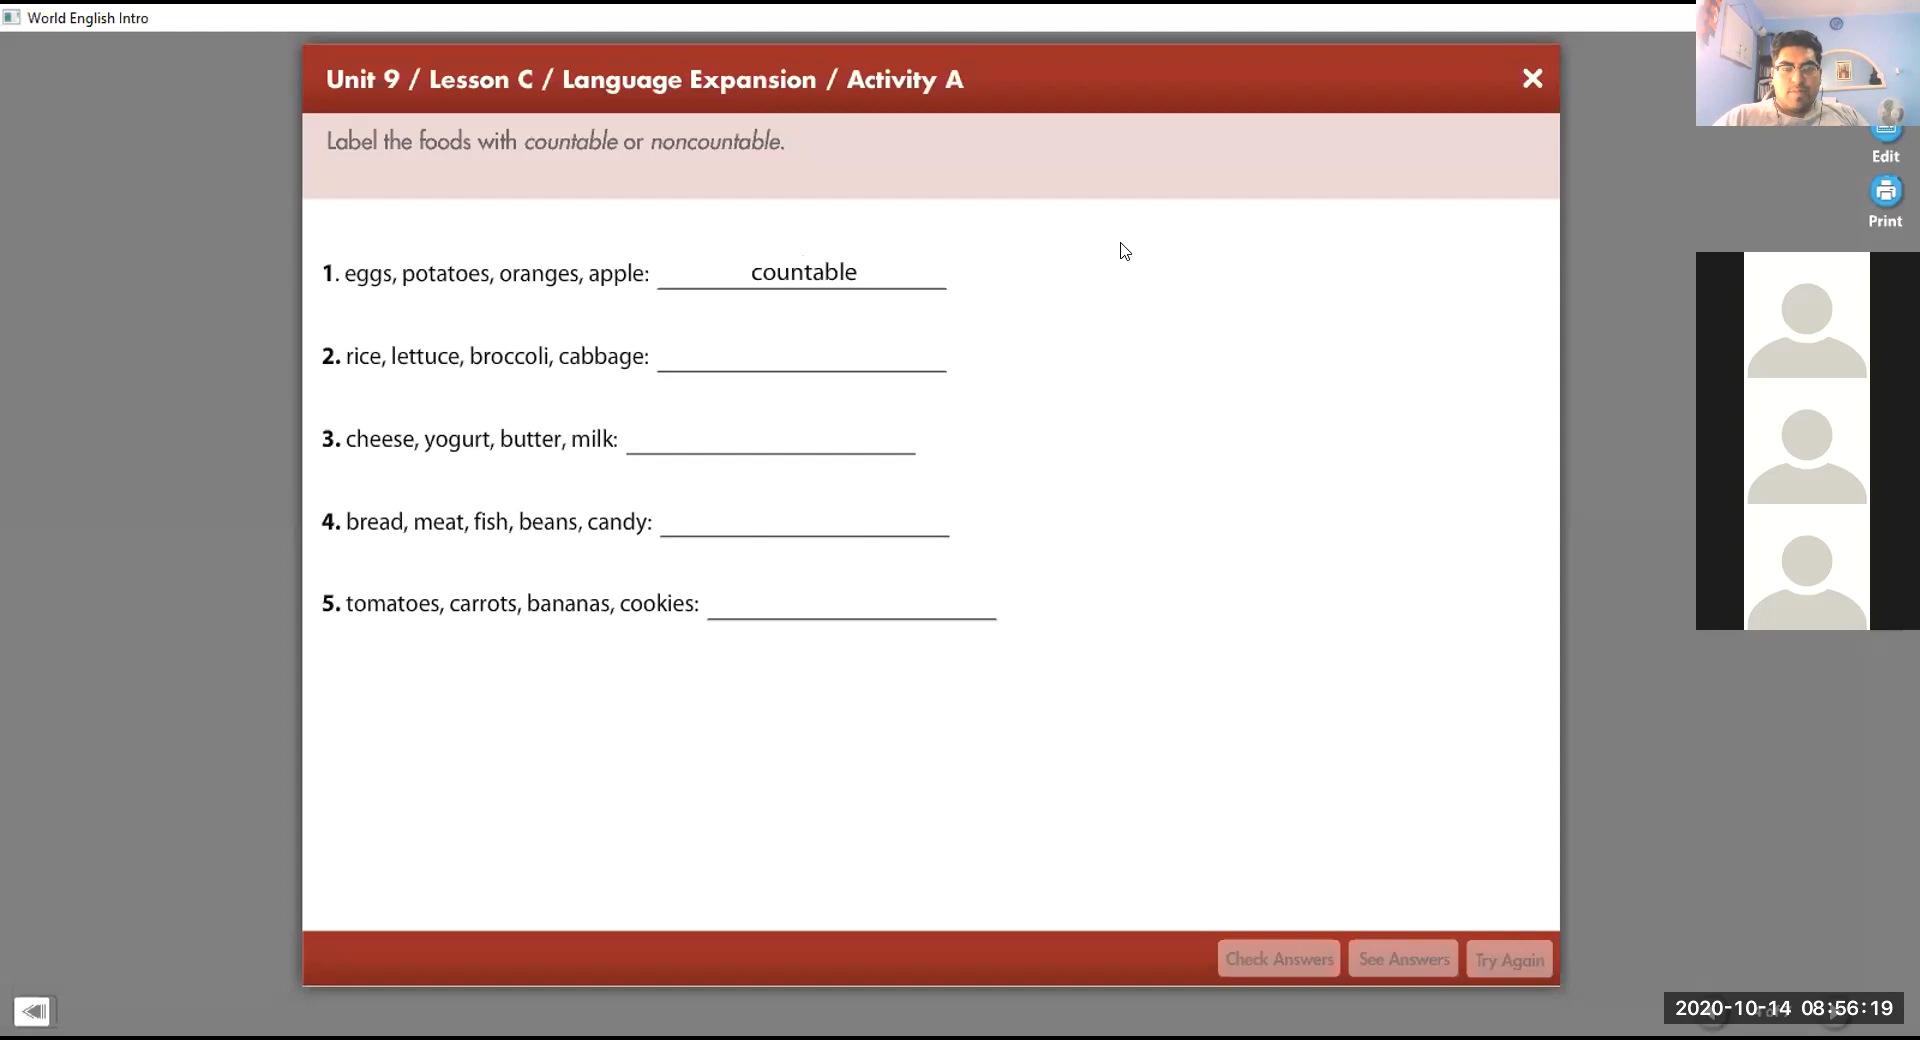 World English Intro
Unit 9 / Lesson C / Language Expansion / Activity A
Label the foods with countable or noncountable.
Edit
Print
1. eggs, potatoes, oranges, apple: countable
2. rice, lettuce, broccoli, cabbage:
3. cheese, yogurt, butter, milk:
4. bread, meat, fish, beans, candy:
5. tomatoes, carrots, bananas, cookies:
Check Answers See Answers Try Again
2020-10-14 08:56:19